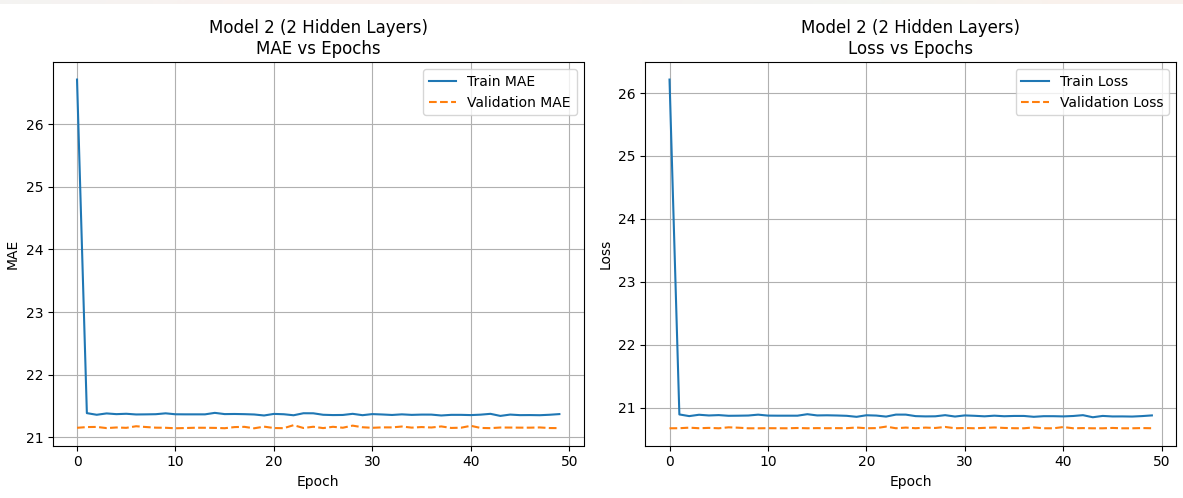 Model 2 (2 Hidden Layers)
MAE vs Epochs
Train MAE
Validation MAE
MAE
26
25
24
23
22
21
0 10 20 30 40 50
Epoch
Model 2 (2 Hidden Layers)
Loss vs Epochs
Train Loss
Validation Loss
Loss
26
25
24
23
22
21
0 10 20 30 40 50
Epoch